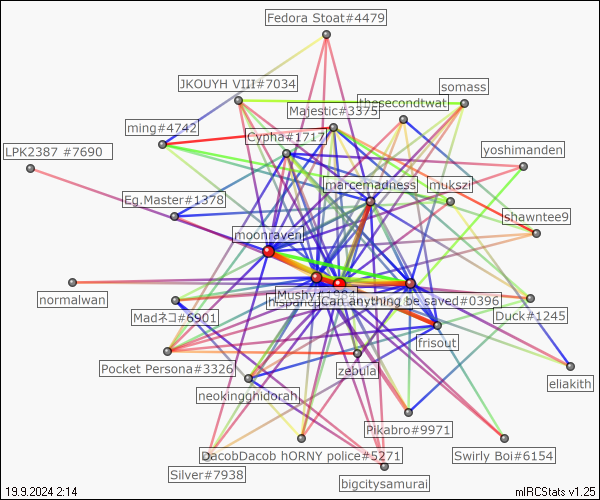 Fedora Stoat#4479
JKOUYH VIII#7034
somass
Majestic#3375
thesecondtwat
ming#4742
Cypha#1717
LPK2387 #7690
yoshimanden
marcemadness
mukszi
Eg.Master#1378
shawntee9
moonraven
normalwan
Mushy#1984
Can anything be saved#0396
Madネコ#6901
Duck#1245
frisout
Pocket Persona#3326
zebula
eliakith
neokingghidorah
Pikabro#9971
DacobDacob hORNY police#5271
Swirly Boi#6154
Silver#7938
bigcitysamurai
19.9.2024 2:14
mIRCStats v1.25